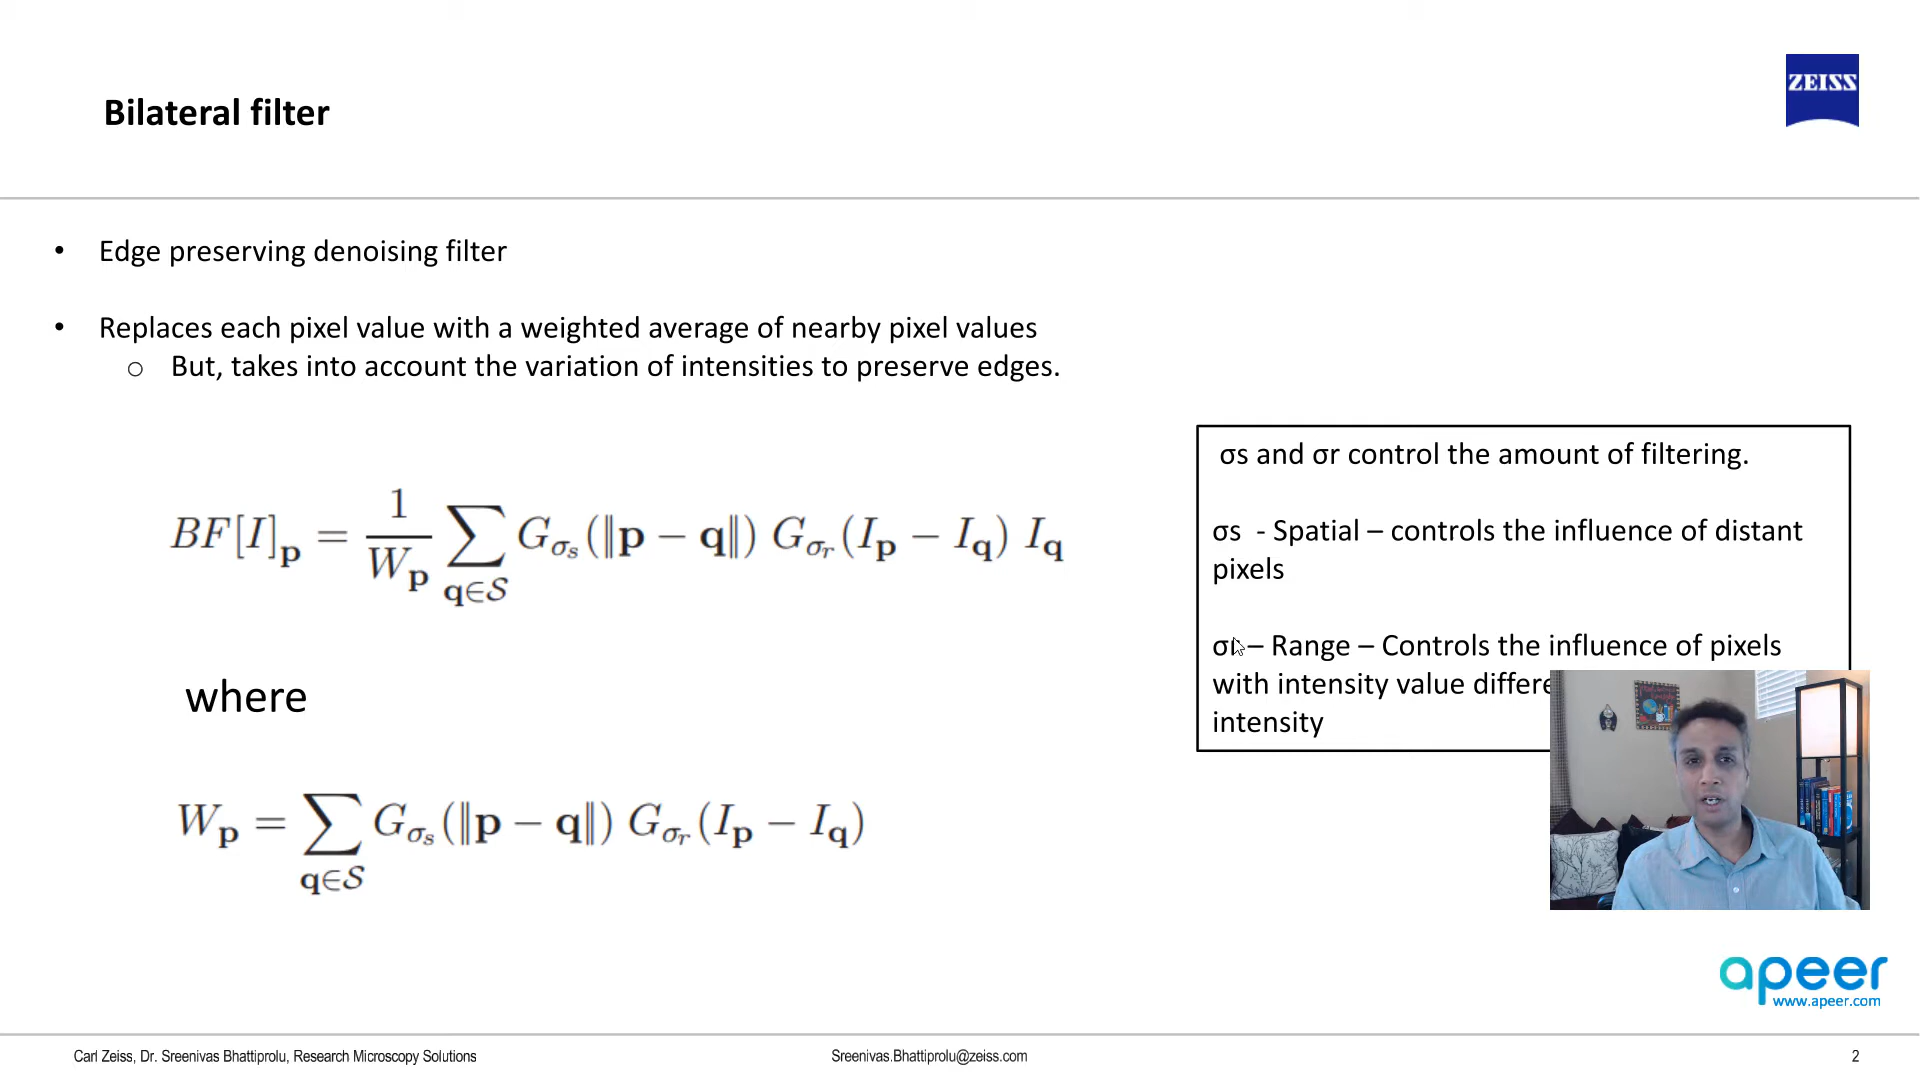 ZEISS
Bilateral filter
• Edge preserving denoising filter
• Replaces each pixel value with a weighted average of nearby pixel values
o But, takes into account the variation of intensities to preserve edges.
σs and σr control the amount of filtering.
σs - Spatial – controls the influence of distant
pixels
σr – Range – Controls the influence of pixels
with intensity value
intensity
BF[I]𝐩 = 1/W𝐩 ∑𝐪∈𝒮 Gσₛ(‖𝐩 − 𝐪‖) Gσᵣ(I𝐩 − I𝐪) I𝐪
where
W𝐩 = ∑𝐪∈𝒮 Gσₛ(‖𝐩 − 𝐪‖) Gσᵣ(I𝐩 − I𝐪)
apeer
www.apeer.com
Carl Zeiss, Dr. Sreenivas Bhattiprolu, Research Microscopy Solutions
Sreenivas.Bhattiprolu@zeiss.com
2